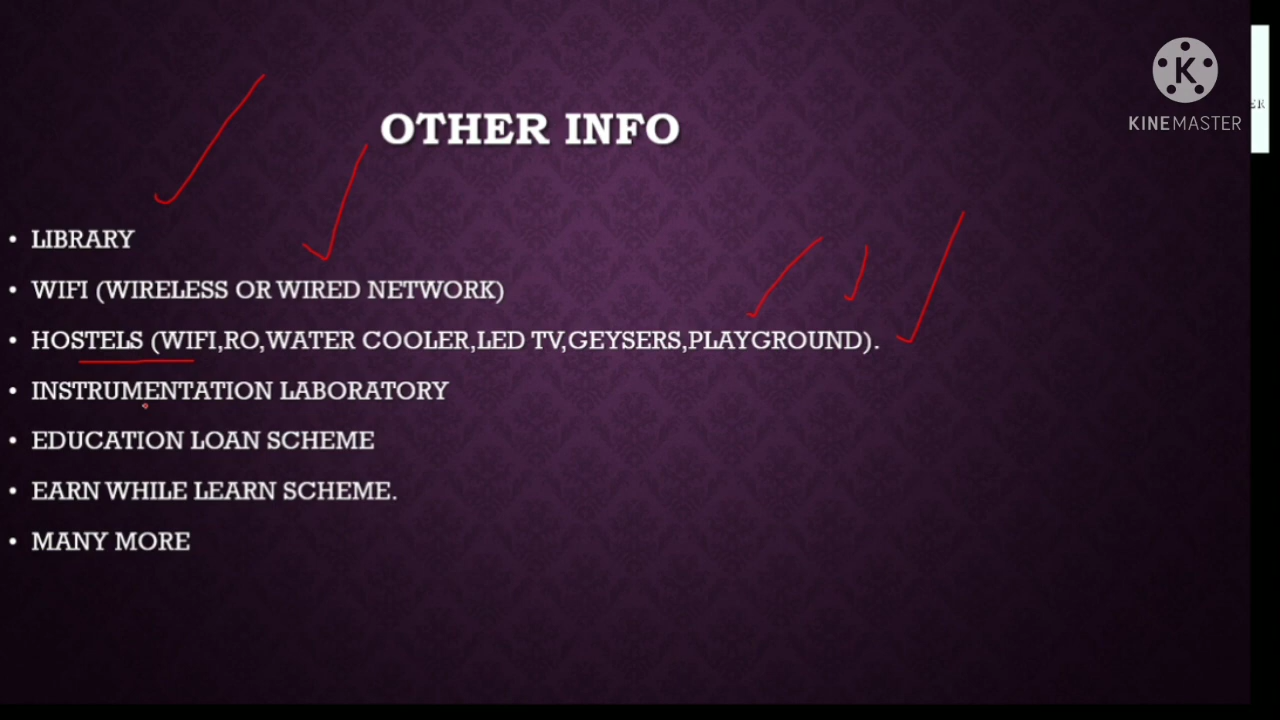 OTHER INFO
K
KINEMASTER
ER
• LIBRARY
• WIFI (WIRELESS OR WIRED NETWORK)
• HOSTELS (WIFI,RO,WATER COOLER,LED TV,GEYSERS,PLAYGROUND).
• INSTRUMENTATION LABORATORY
• EDUCATION LOAN SCHEME
• EARN WHILE LEARN SCHEME.
• MANY MORE